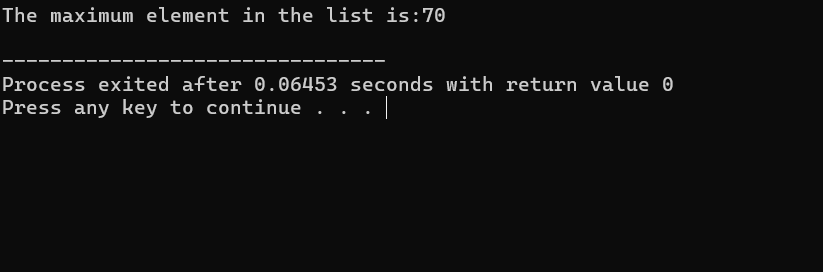 The maximum element in the list is:70
--------------------------------
Process exited after 0.06453 seconds with return value 0
Press any key to continue . . .